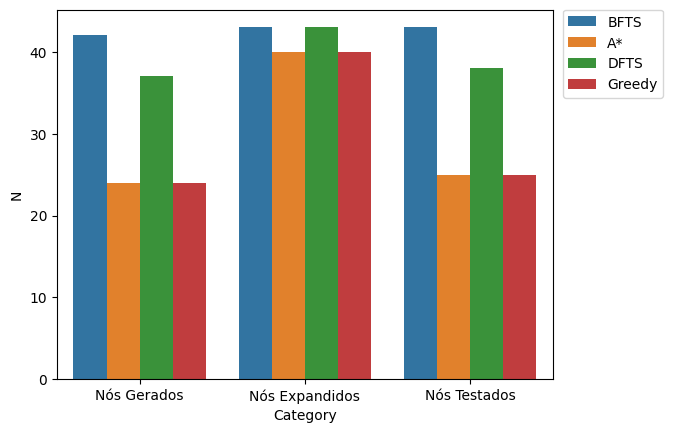 BFTS
A*
DFTS
Greedy
N
40
30
20
10
0
Nós Gerados
Nós Expandidos
Nós Testados
Category